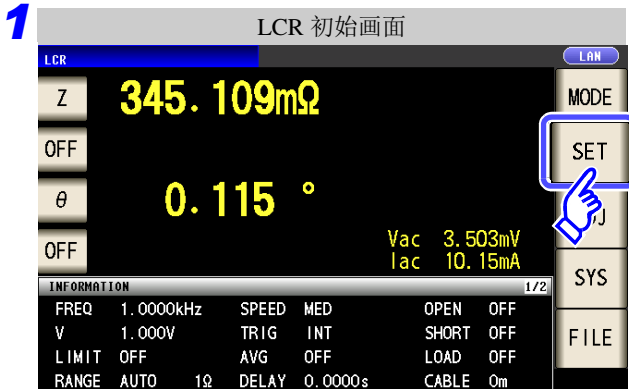 1
LCR 初始画面
LCR
LAN
Z 345.109mΩ
MODE
OFF
SET
θ 0.115 °
J
OFF
Vac 3.503mV
Iac 10.15mA
SYS
INFORMATION 1/2
FREQ 1.0000kHz SPEED MED OPEN OFF
V 1.000V TRIG INT SHORT OFF
FILE
LIMIT OFF AVG OFF LOAD OFF
RANGE AUTO 1Ω DELAY 0.0000s CABLE 0m